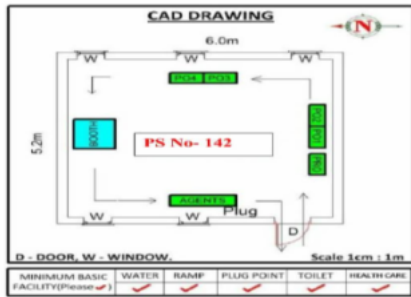 CAD DRAWING
N
6.0m
W W W
PO4 PO3
5.2m
BOOTH
PO2
PO1
PRO
PS No- 142
AGENTS
Plug
W W
D
D - DOOR, W - WINDOW.
Scale 1cm : 1m
MINIMUM BASIC FACILITY(Please✓) WATER RAMP PLUG POINT TOILET HEALTH CARE